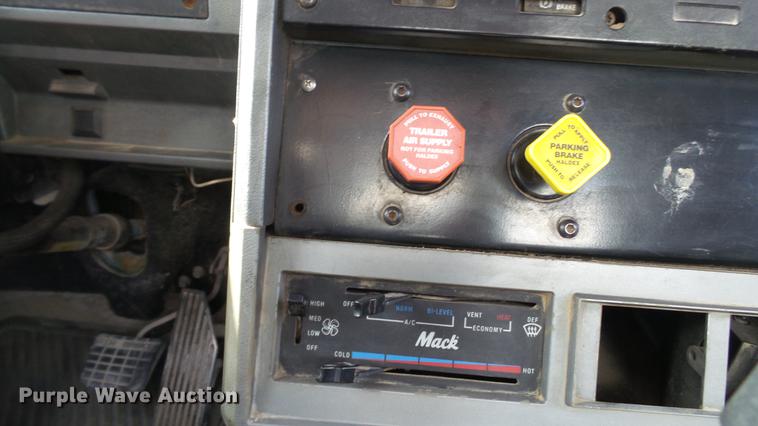 BRAKE
PULL TO EXHAUST
TRAILER
AIR SUPPLY
NOT FOR PARKING
HALDEX
PUSH TO SUPPLY
PULL TO APPLY
PARKING
BRAKE
HALDEX
PUSH TO RELEASE
HIGH
MED
LOW
OFF
OFF
NORM
BI-LEVEL
A/C
VENT
HEAT
ECONOMY
DEF
Mack
COLD
HOT
Purple Wave Auction